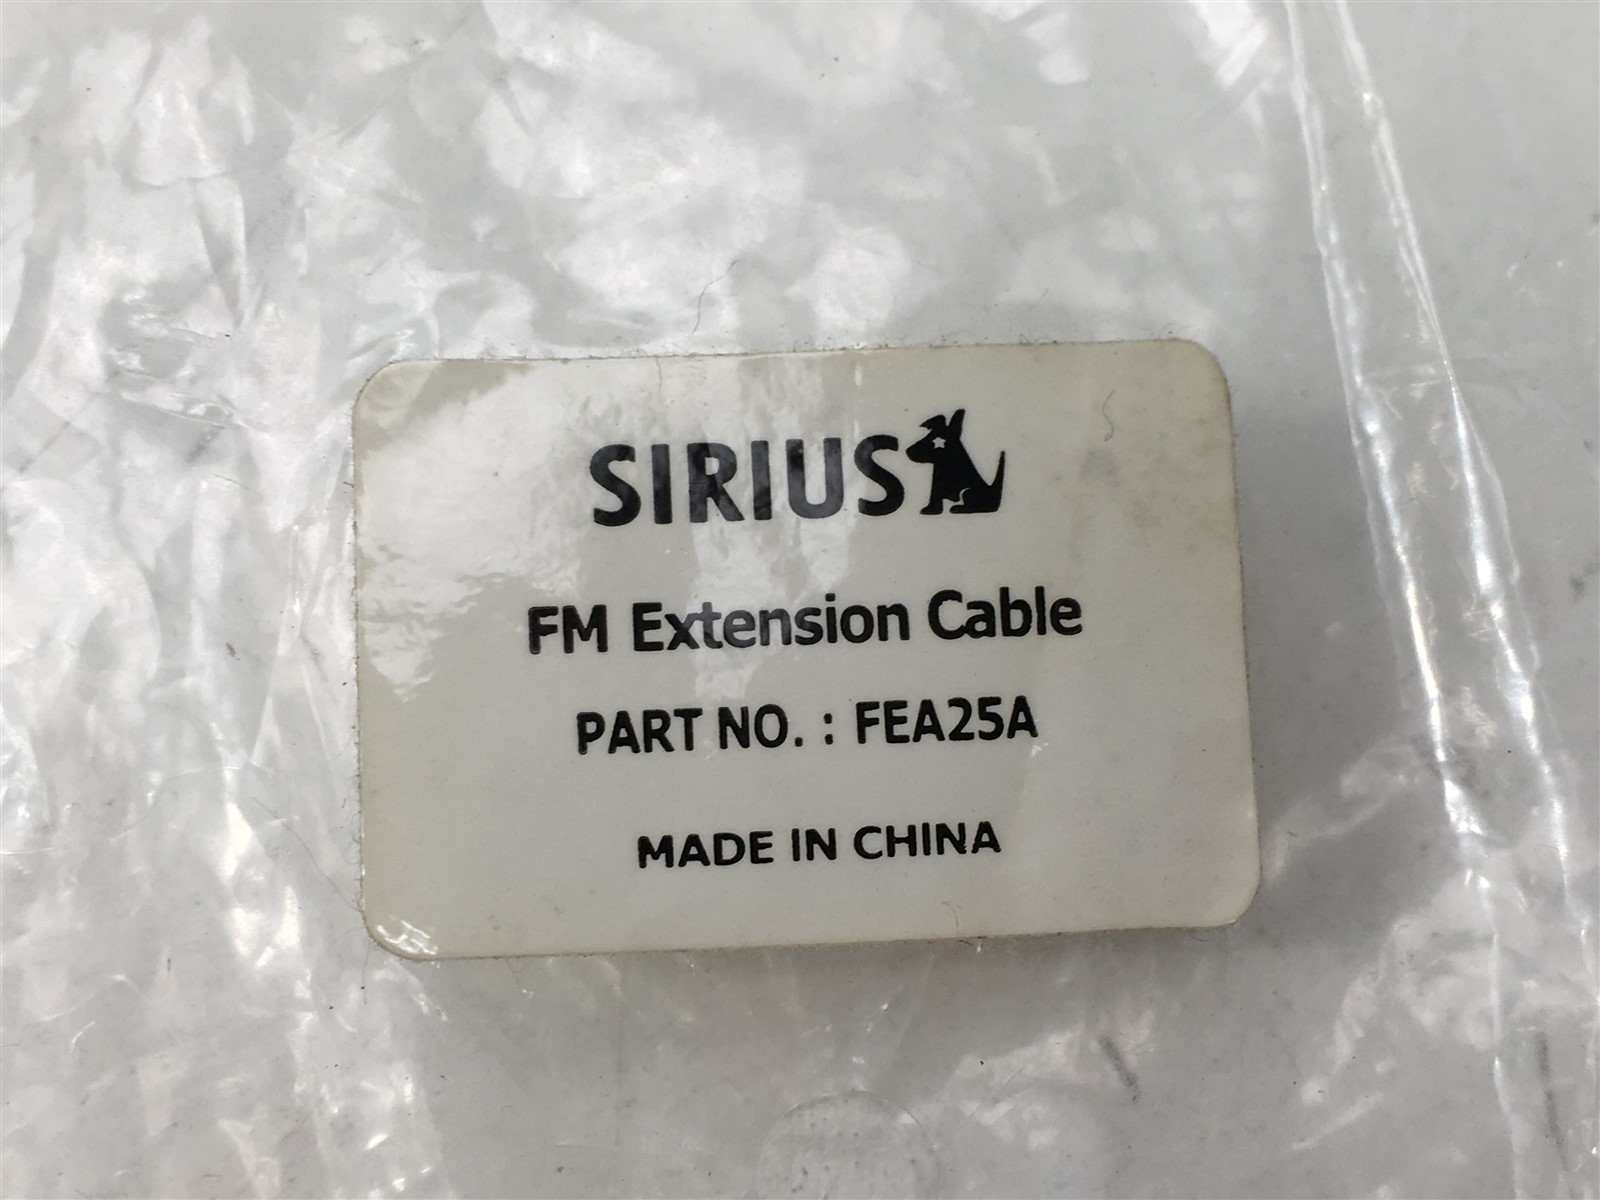 SIRIUS
FM Extension Cable
PART NO. : FEA25A
MADE IN CHINA